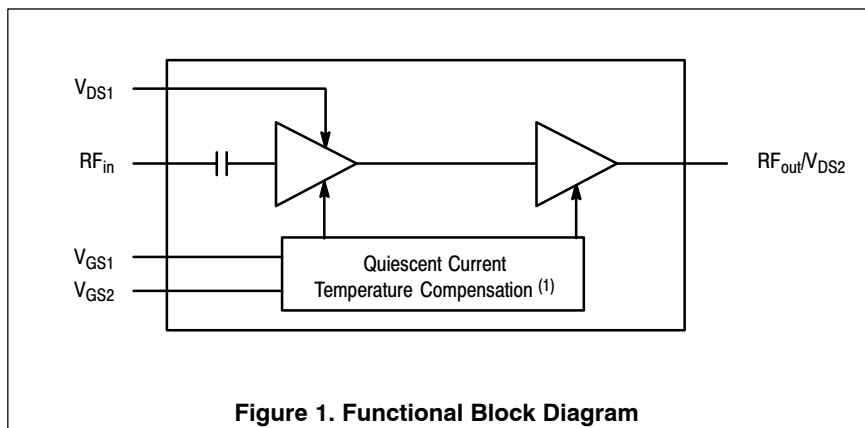 V_DS1
RF_in
RF_out/V_DS2
V_GS1
V_GS2
Quiescent Current
Temperature Compensation (1)
Figure 1. Functional Block Diagram